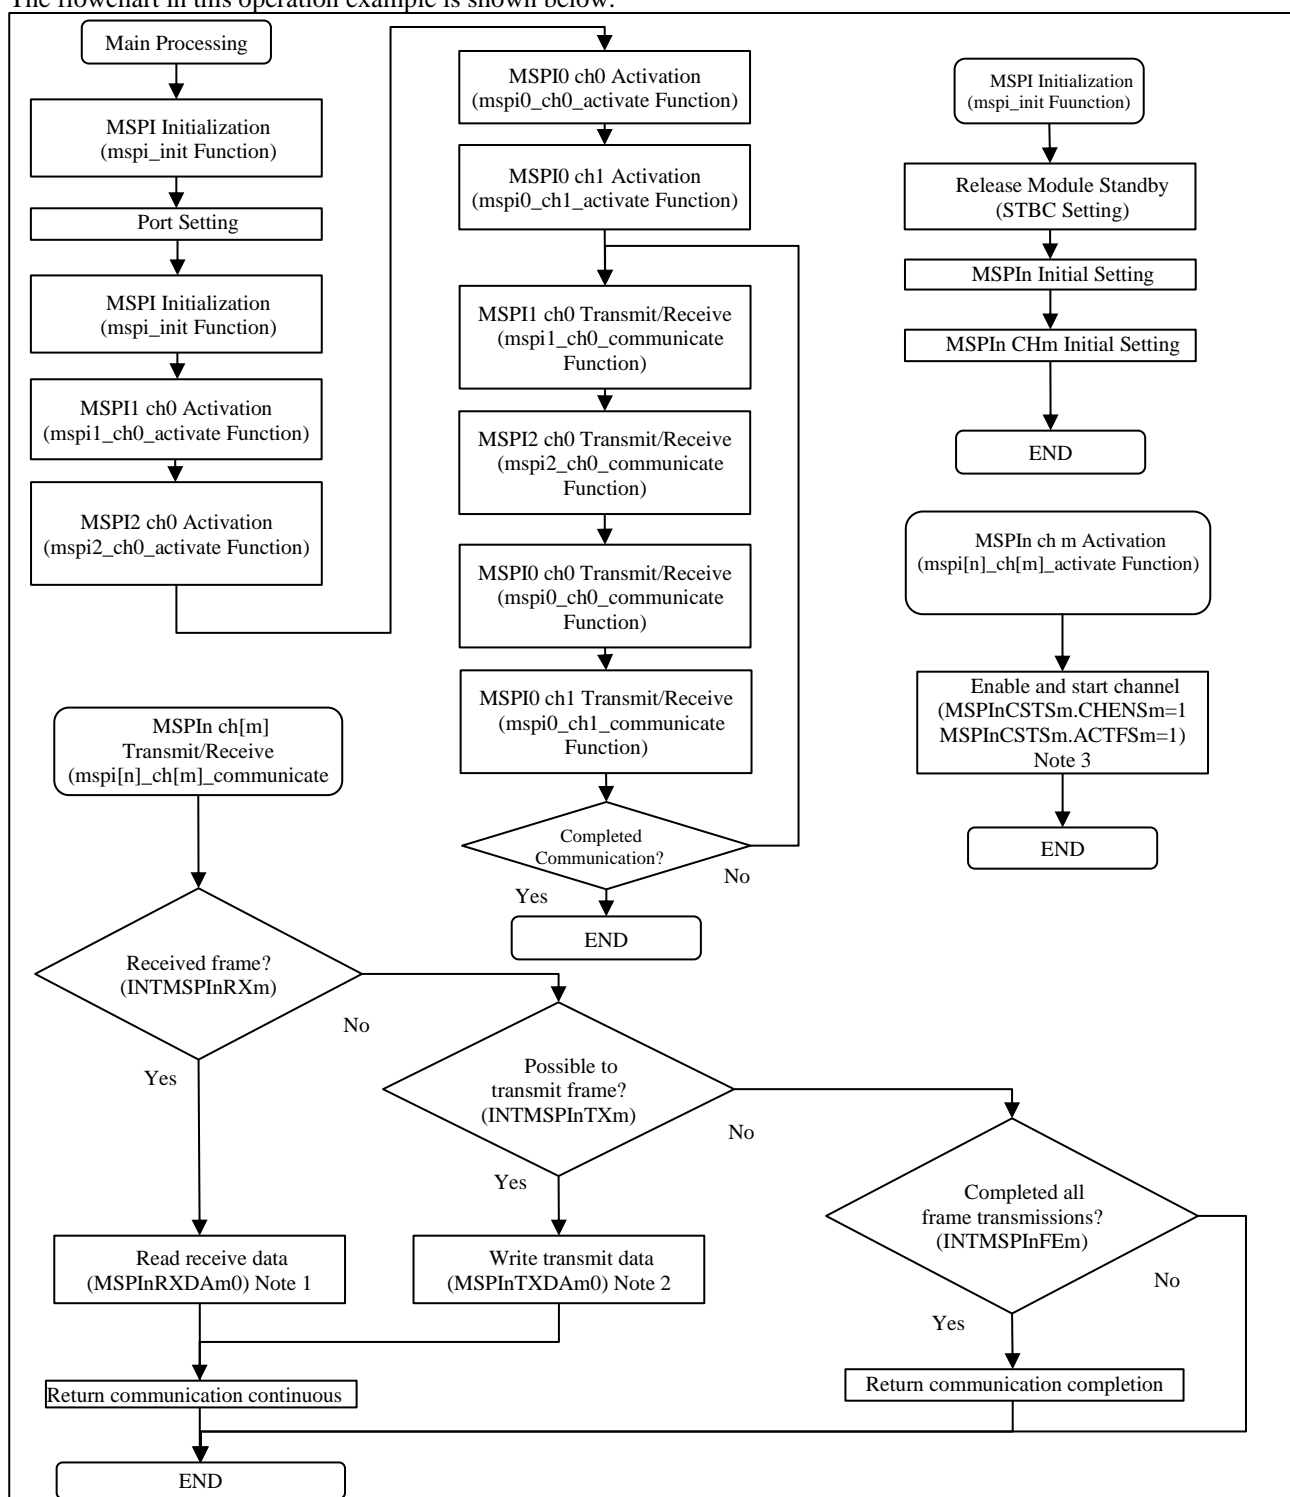 The flowchart in this operation example is shown below.
Main Processing
MSPI Initialization
(mspi_init Function)
Port Setting
MSPI Initialization
(mspi_init Function)
MSPI1 ch0 Activation
(mspi1_ch0_activate Function)
MSPI2 ch0 Activation
(mspi2_ch0_activate Function)
MSPI0 ch0 Activation
(mspi0_ch0_activate Function)
MSPI0 ch1 Activation
(mspi0_ch1_activate Function)
MSPI1 ch0 Transmit/Receive
(mspi1_ch0_communicate
Function)
MSPI2 ch0 Transmit/Receive
(mspi2_ch0_communicate
Function)
MSPI0 ch0 Transmit/Receive
(mspi0_ch0_communicate
Function)
MSPI0 ch1 Transmit/Receive
(mspi0_ch1_communicate
Function)
Completed
Communication?
No
Yes
END
MSPI Initialization
(mspi_init Fuunction)
Release Module Standby
(STBC Setting)
MSPIn Initial Setting
MSPIn CHm Initial Setting
END
MSPIn ch m Activation
(mspi[n]_ch[m]_activate Function)
Enable and start channel
(MSPInCSTSm.CHENSm=1
MSPInCSTSm.ACTFSm=1)
Note 3
END
MSPIn ch[m]
Transmit/Receive
(mspi[n]_ch[m]_communicate
Received frame?
(INTMSPInRXm)
No
Yes
Possible to
transmit frame?
(INTMSPInTXm)
No
Yes
Completed all
frame transmissions?
(INTMSPInFEm)
No
Yes
Read receive data
(MSPInRXDAm0) Note 1
Write transmit data
(MSPInTXDAm0) Note 2
Return communication continuous
Return communication completion
END